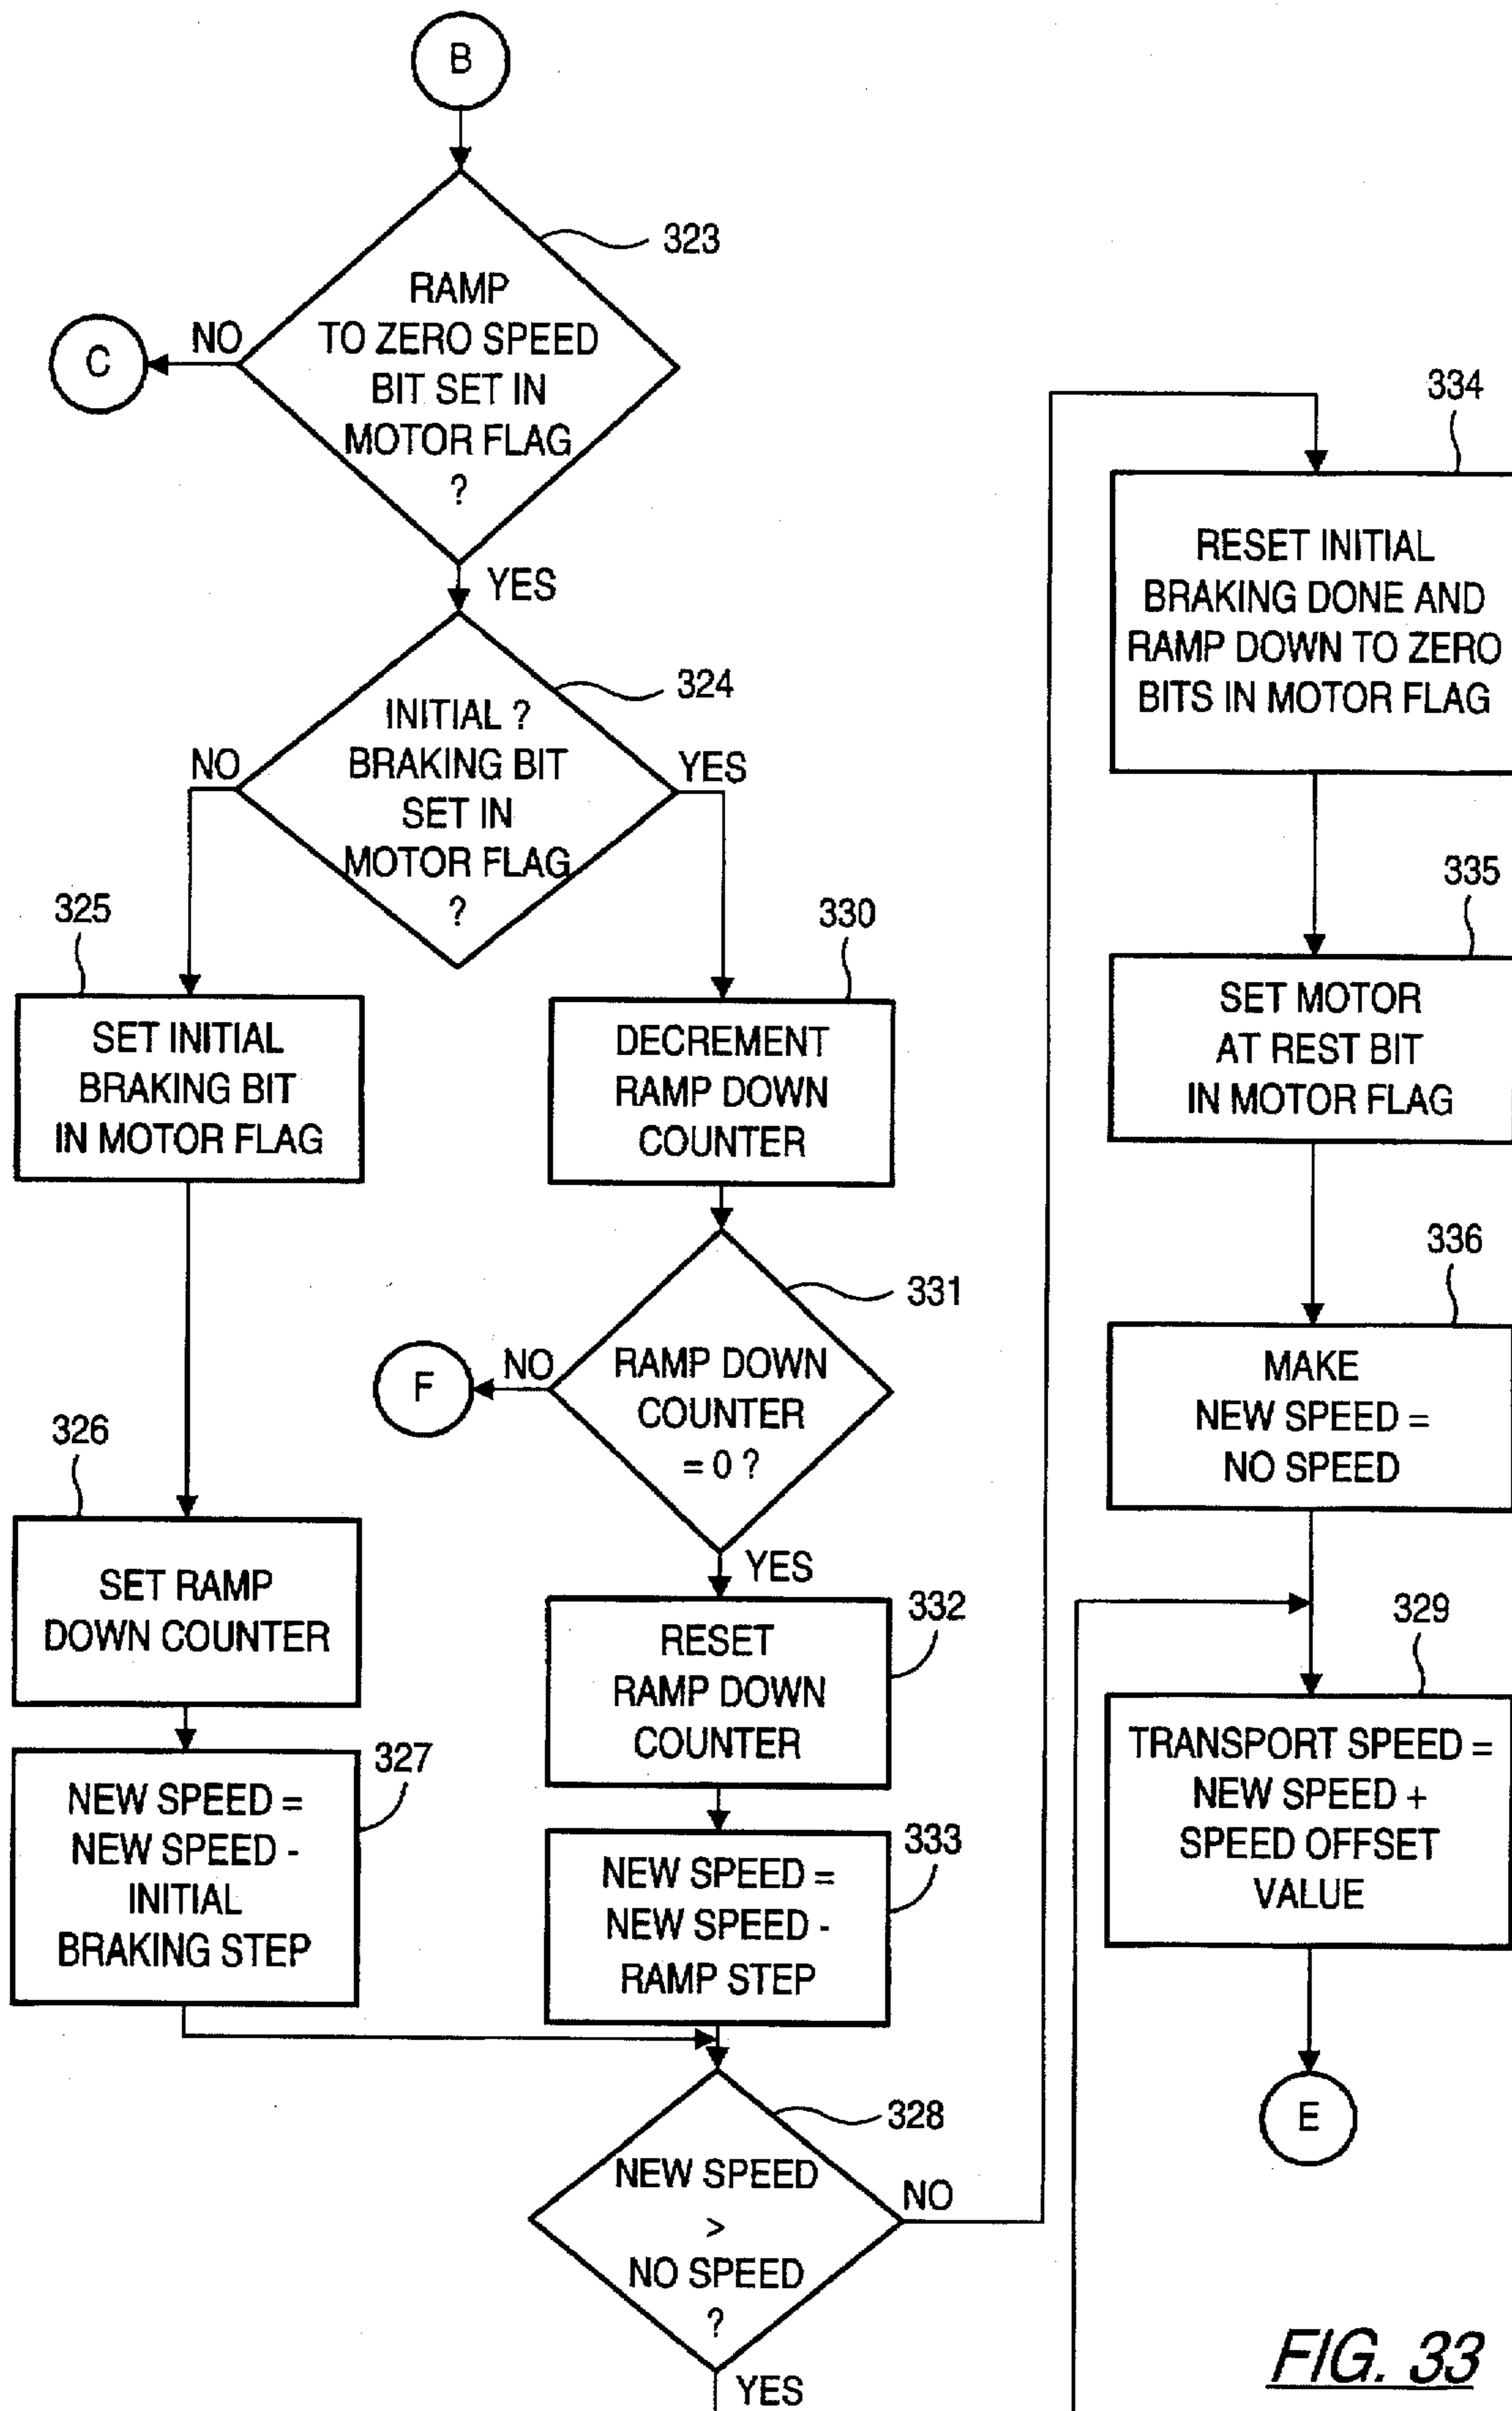 B
323
RAMP
TO ZERO SPEED
BIT SET IN
MOTOR FLAG
?
NO
C
YES
324
INITIAL ?
BRAKING BIT
SET IN
MOTOR FLAG
?
NO
YES
325
SET INITIAL
BRAKING BIT
IN MOTOR FLAG
326
SET RAMP
DOWN COUNTER
327
NEW SPEED =
NEW SPEED -
INITIAL
BRAKING STEP
330
DECREMENT
RAMP DOWN
COUNTER
331
RAMP DOWN
COUNTER
= 0 ?
NO
F
YES
332
RESET
RAMP DOWN
COUNTER
333
NEW SPEED =
NEW SPEED -
RAMP STEP
328
NEW SPEED
>
NO SPEED
?
NO
YES
334
RESET INITIAL
BRAKING DONE AND
RAMP DOWN TO ZERO
BITS IN MOTOR FLAG
335
SET MOTOR
AT REST BIT
IN MOTOR FLAG
336
MAKE
NEW SPEED =
NO SPEED
329
TRANSPORT SPEED =
NEW SPEED +
SPEED OFFSET
VALUE
E
FIG. 33